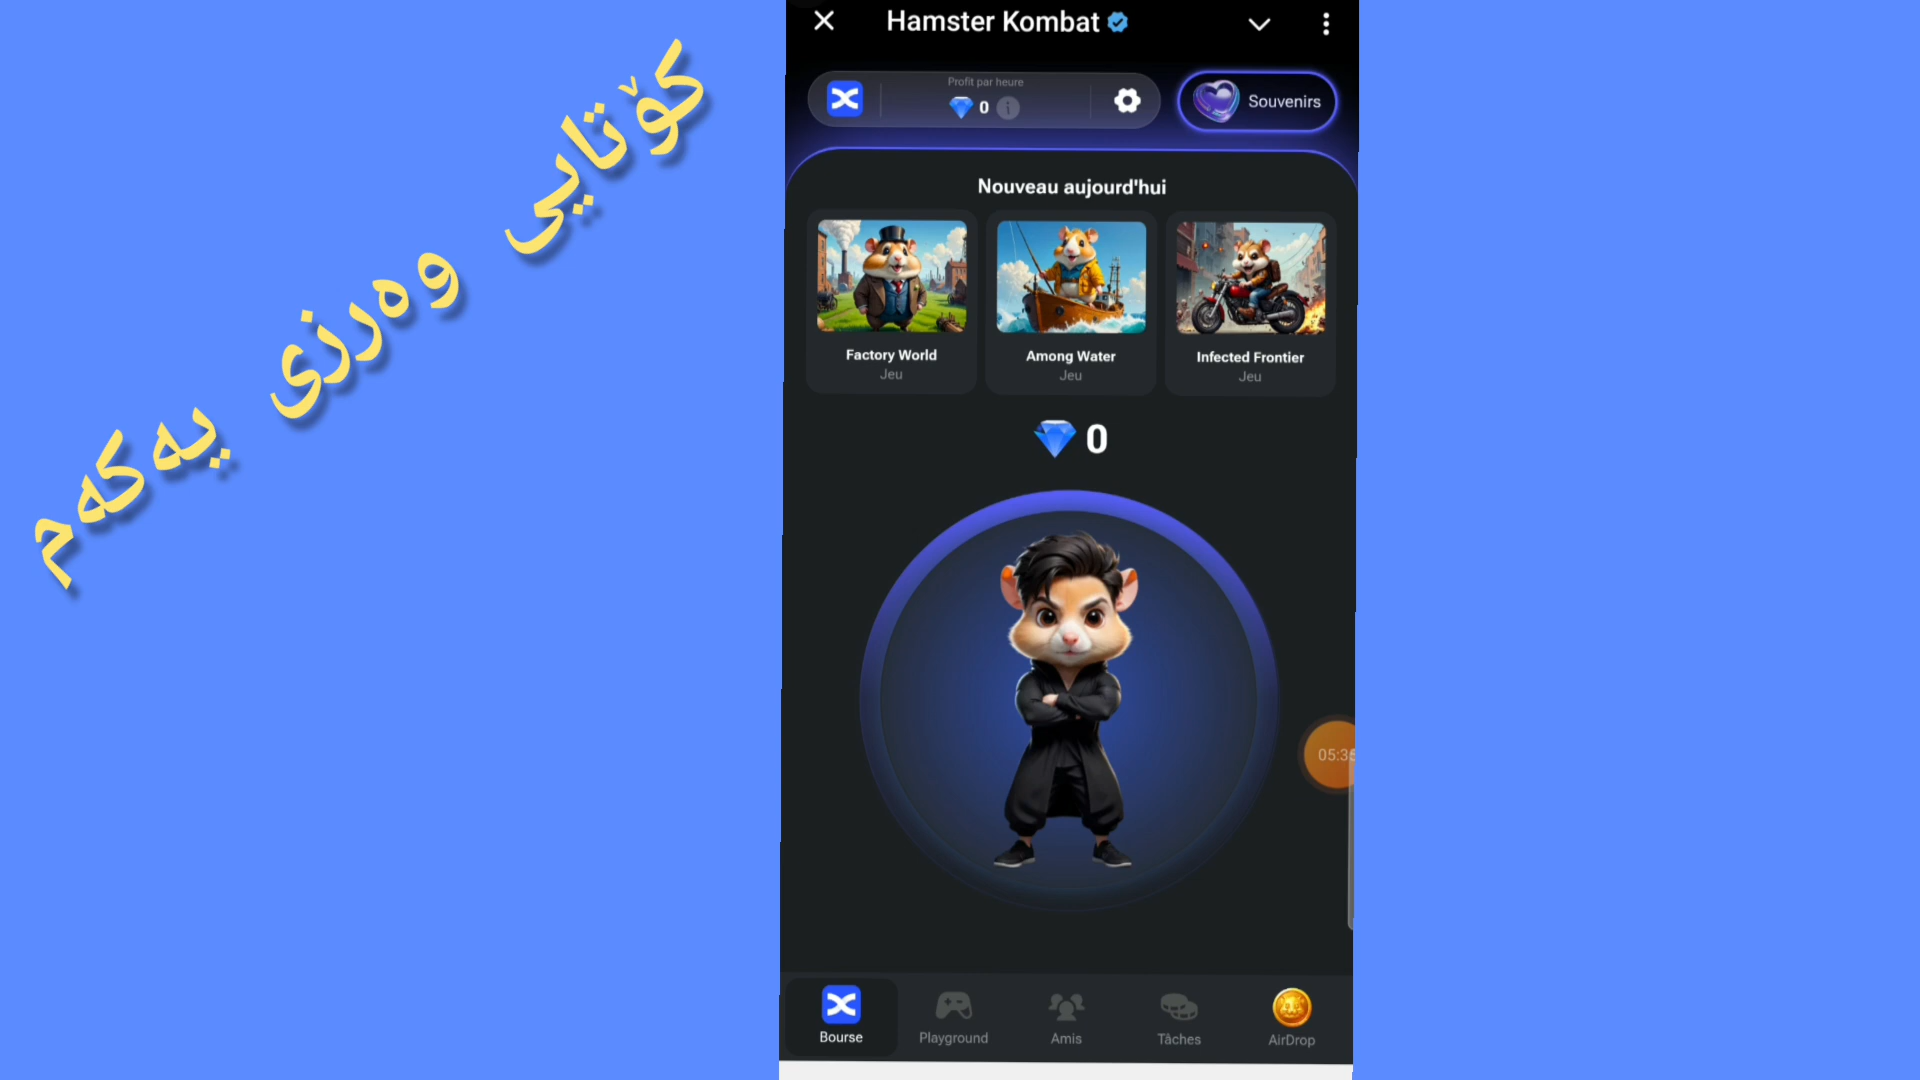 کۆتایی وەرزی یەکەم
Hamster Kombat
Profit par heure
0
Souvenirs
Nouveau aujourd'hui
Factory World
Jeu
Among Water
Jeu
Infected Frontier
Jeu
0
Bourse
Playground
Amis
Tâches
AirDrop